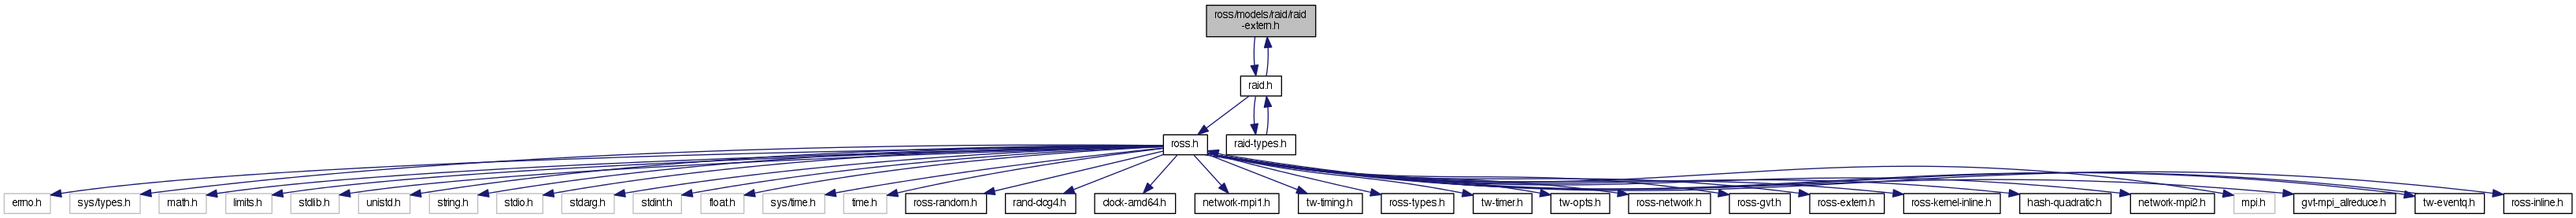 ross/models/raid/raid
-extern.h
raid.h
ross.h
raid-types.h
errno.h
sys/types.h
math.h
limits.h
stdlib.h
unistd.h
string.h
stdio.h
stdarg.h
stdint.h
float.h
sys/time.h
time.h
ross-random.h
rand-clcg4.h
clock-amd64.h
network-mpi1.h
tw-timing.h
ross-types.h
tw-timer.h
tw-opts.h
ross-network.h
ross-gvt.h
ross-extern.h
ross-kernel-inline.h
hash-quadratic.h
network-mpi2.h
mpi.h
gvt-mpi_allreduce.h
tw-eventq.h
ross-inline.h